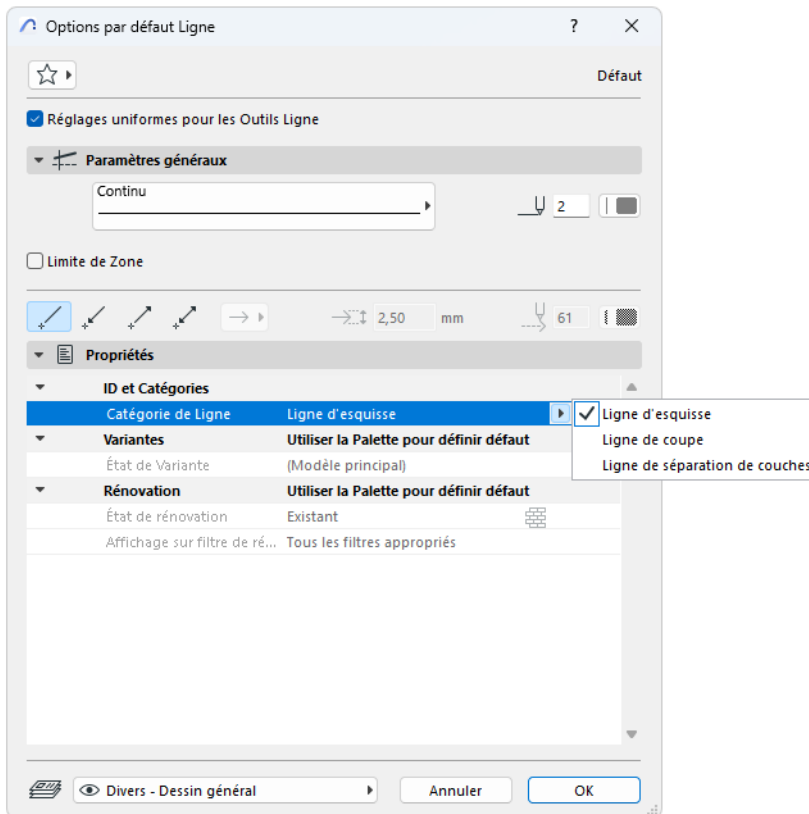 Options par défaut Ligne ?
Défaut
Réglages uniformes pour les Outils Ligne
Paramètres généraux
Continu
2
Limite de Zone
2,50 mm 61
Propriétés
ID et Catégories
Catégorie de Ligne Ligne d'esquisse
Ligne d'esquisse
Ligne de coupe
Ligne de séparation de couches
Variantes Utiliser la Palette pour définir défaut
État de Variante (Modèle principal)
Rénovation Utiliser la Palette pour définir défaut
État de rénovation Existant
Affichage sur filtre de ré... Tous les filtres appropriés
Divers - Dessin général
Annuler
OK